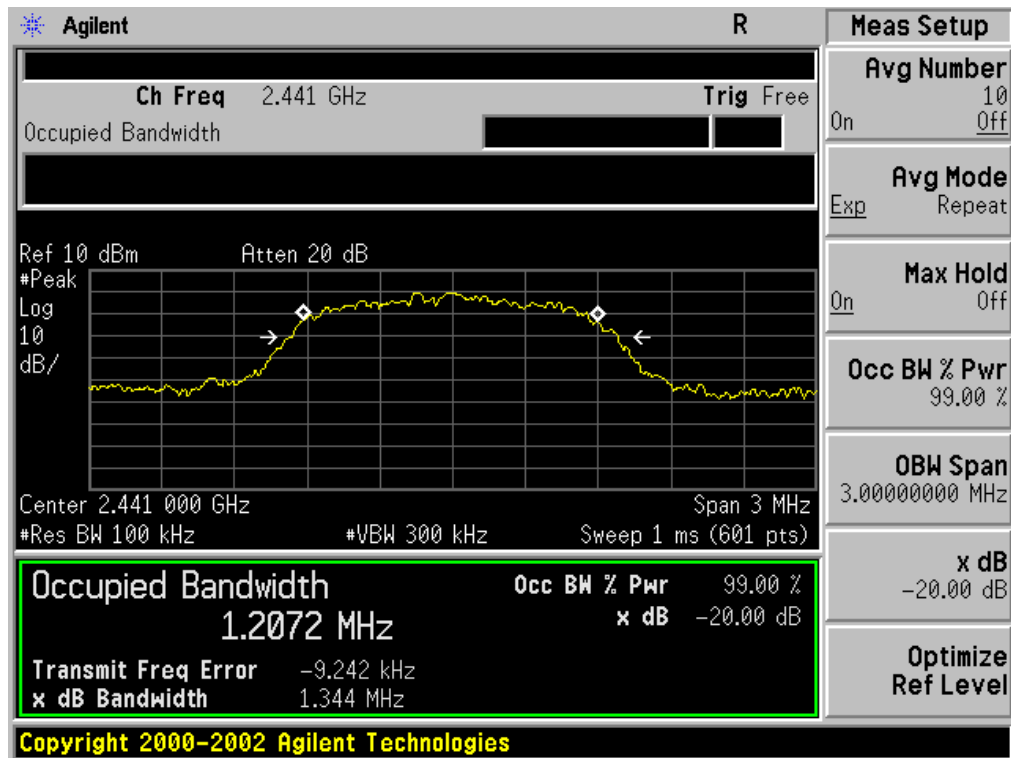 Agilent R Meas Setup
Ch Freq 2.441 GHz Trig Free
Occupied Bandwidth
Avg Number
10
On Off
Avg Mode
Exp Repeat
Max Hold
On Off
Occ BW % Pwr
99.00 %
OBW Span
3.00000000 MHz
x dB
-20.00 dB
Optimize
Ref Level
Ref 10 dBm Atten 20 dB
#Peak
Log
10
dB/
Center 2.441 000 GHz Span 3 MHz
#Res BW 100 kHz #VBW 300 kHz Sweep 1 ms (601 pts)
Occupied Bandwidth Occ BW % Pwr 99.00 %
1.2072 MHz x dB -20.00 dB
Transmit Freq Error -9.242 kHz
x dB Bandwidth 1.344 MHz
Copyright 2000-2002 Agilent Technologies